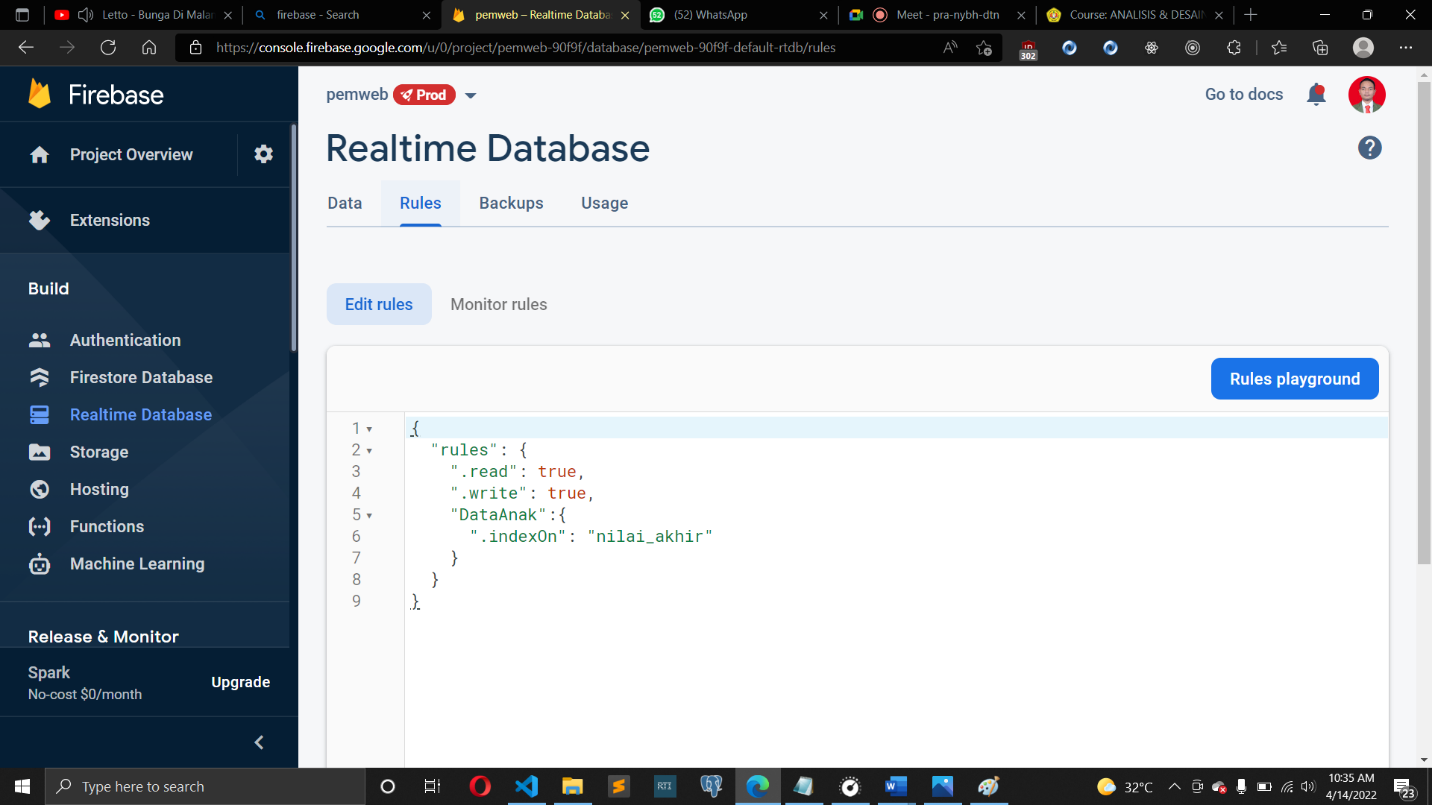 Letto - Bunga Di Malam
firebase - Search
pemweb – Realtime Databa
(52) WhatsApp
Meet - pra-nybh-dtn
Course: ANALISIS & DESAIN
https://console.firebase.google.com/u/0/project/pemweb-90f9f/database/pemweb-90f9f-default-rtdb/rules
302
Firebase
pemweb
Prod
Go to docs
Project Overview
Realtime Database
?
Data
Rules
Backups
Usage
Extensions
Build
Edit rules
Monitor rules
Authentication
Firestore Database
Realtime Database
Storage
Hosting
Functions
Machine Learning
Rules playground
1 {
2 "rules": {
3 ".read": true,
4 ".write": true,
5 "DataAnak":{
6 ".indexOn": "nilai_akhir"
7 }
8 }
9 }
Release & Monitor
Spark
No-cost $0/month
Upgrade
Type here to search
RTI
32°C
10:35 AM
4/14/2022
23